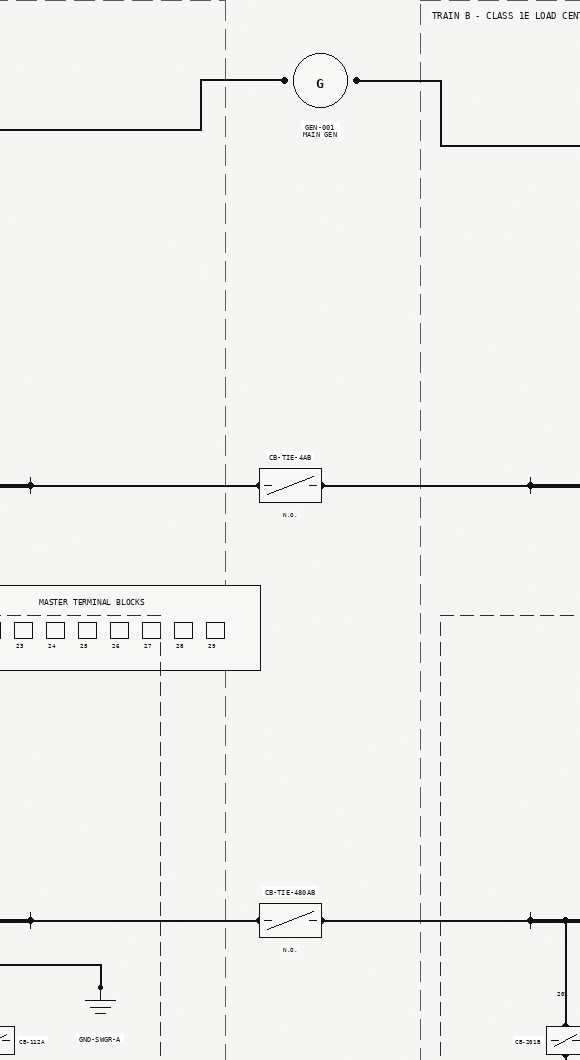 TRAIN B - CLASS 1E LOAD CENT
G
GEN-001
MAIN GEN
CB-TIE-4AB
N.O.
MASTER TERMINAL BLOCKS
23 24 25 26 27 28 29
CB-TIE-480AB
N.O.
20
GND-SWGR-A
CB-112A
CB-201B